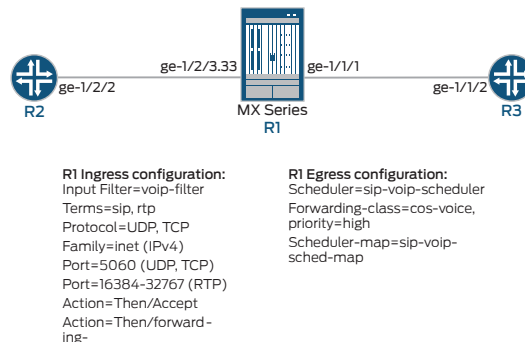 ge-1/2/3.33
ge-1/1/1
ge-1/2/2
ge-1/1/2
R2
MX Series
R1
R3
R1 Ingress configuration:
Input Filter=voip-filter
Terms=sip, rtp
Protocol=UDP, TCP
Family=inet (IPv4)
Port=5060 (UDP, TCP)
Port=16384-32767 (RTP)
Action=Then/Accept
Action=Then/forward-
ing-
R1 Egress configuration:
Scheduler=sip-voip-scheduler
Forwarding-class=cos-voice,
priority=high
Scheduler-map=sip-voip-
sched-map